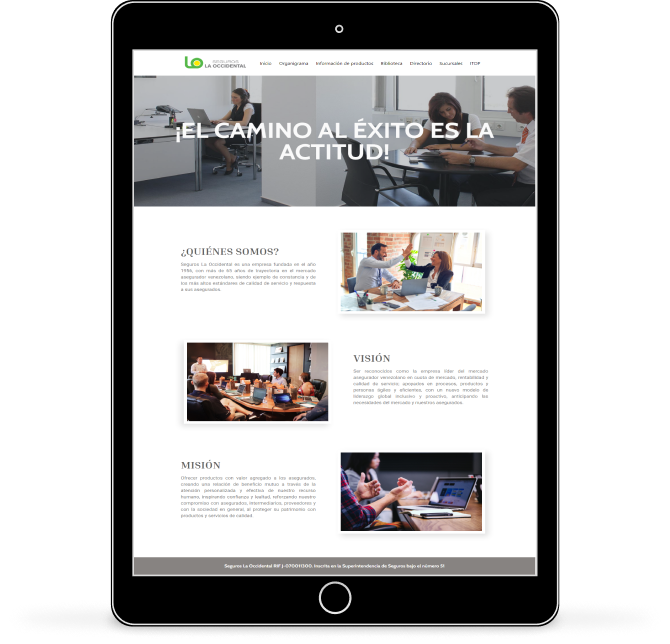 SEGUROS
LA OCCIDENTAL
Inicio Organigrama Información de productos Biblioteca Directorio Sucursales ITOP
¡EL CAMINO AL ÉXITO ES LA
ACTITUD!
¿QUIÉNES SOMOS?
Seguros La Occidental es una empresa fundada en el año
1956, con más de 65 años de trayectoria en el mercado
asegurador venezolano, siendo ejemplo de constancia y de
los más altos estándares de calidad de servicio y respuesta
a sus asegurados.
VISIÓN
Ser reconocidos como la empresa líder del mercado
asegurador venezolano en cuota de mercado, rentabilidad y
calidad de servicio; apoyados en procesos, productos y
personas ágiles y eficientes, con un nuevo modelo de
liderazgo global inclusivo y proactivo, anticipando las
necesidades del mercado y nuestros asegurados.
MISIÓN
Ofrecer productos con valor agregado a los asegurados,
creando una relación de beneficio mutuo a través de la
atención personalizada y efectiva de nuestro recurso
humano, inspirando confianza y lealtad, reforzando nuestro
compromiso con asegurados, intermediarios, proveedores y
con la sociedad en general, al proteger su patrimonio con
productos y servicios de calidad.
Seguros La Occidental RIF J-070011300. Inscrita en la Superintendencia de Seguros bajo el número 51